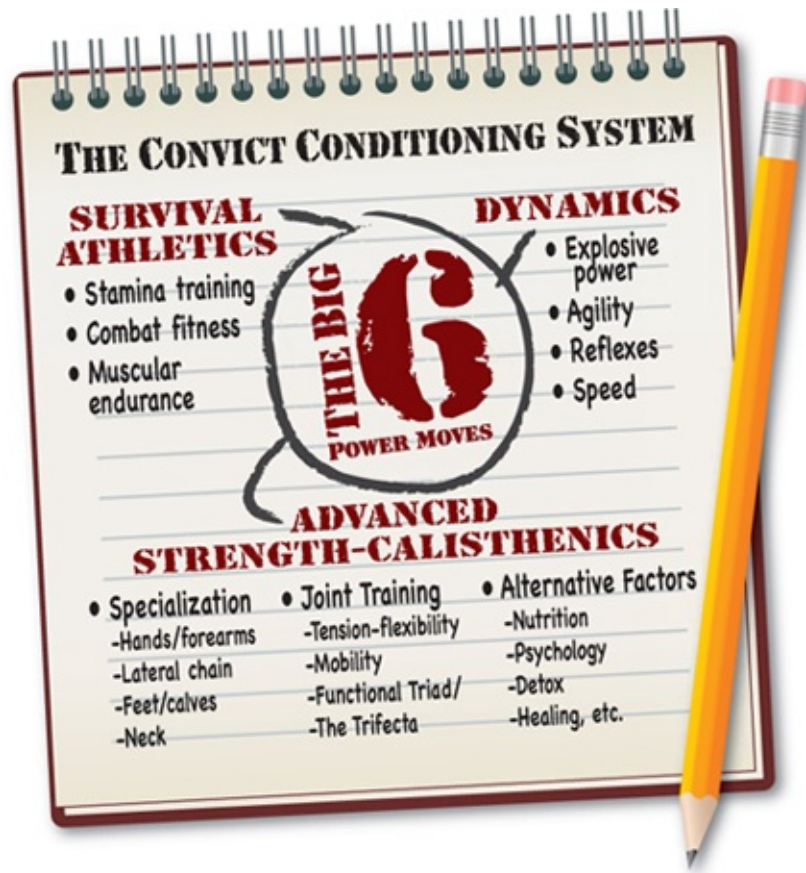 THE CONVICT CONDITIONING SYSTEM
SURVIVAL
ATHLETICS
• Stamina training
• Combat fitness
• Muscular
endurance
THE BIG
6
POWER MOVES
DYNAMICS
• Explosive
power
• Agility
• Reflexes
• Speed
ADVANCED
STRENGTH-CALISTHENICS
• Specialization
-Hands/forearms
-Lateral chain
-Feet/calves
-Neck
• Joint Training
-Tension-flexibility
-Mobility
-Functional Triad/
-The Trifecta
• Alternative Factors
-Nutrition
-Psychology
-Detox
-Healing, etc.